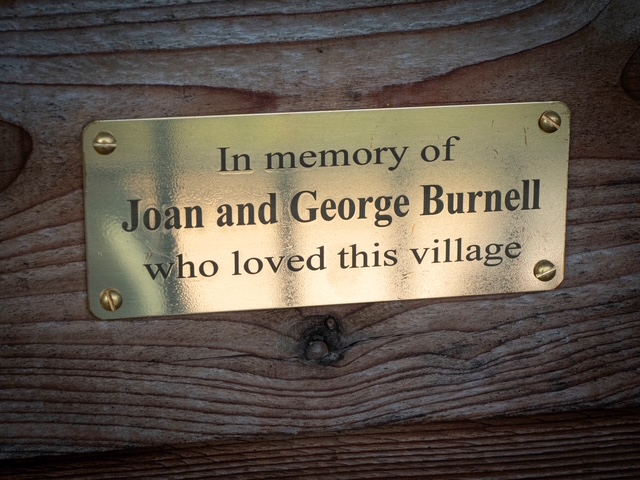 In memory of
Joan and George Burnell
who loved this village